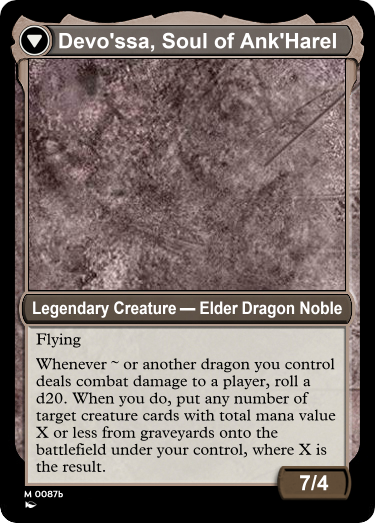 Devo'ssa, Soul of Ank'Harel
Legendary Creature — Elder Dragon Noble
Flying
Whenever ~ or another dragon you control
deals combat damage to a player, roll a
d20. When you do, put any number of
target creature cards with total mana value
X or less from graveyards onto the
battlefield under your control, where X is
the result.
7/4
M 0087b